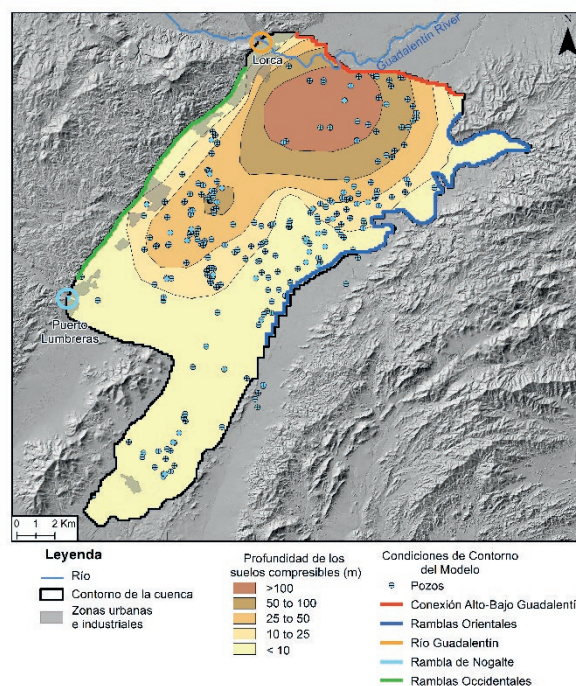 N
Lorca
Guadalentín River
Puerto
Lumbreras
0 1 2 Km
Leyenda
Río
Contorno de la cuenca
Zonas urbanas
e industriales
Profundidad de los
suelos compresibles (m)
>100
50 to 100
25 to 50
10 to 25
< 10
Condiciones de Contorno
del Modelo
Pozos
Conexión Alto-Bajo Guadalentí
Ramblas Orientales
Río Guadalentín
Rambla de Nogalte
Ramblas Occidentales